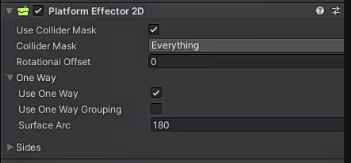 Platform Effector 2D
Use Collider Mask
Collider Mask Everything
Rotational Offset 0
One Way
Use One Way
Use One Way Grouping
Surface Arc 180
Sides